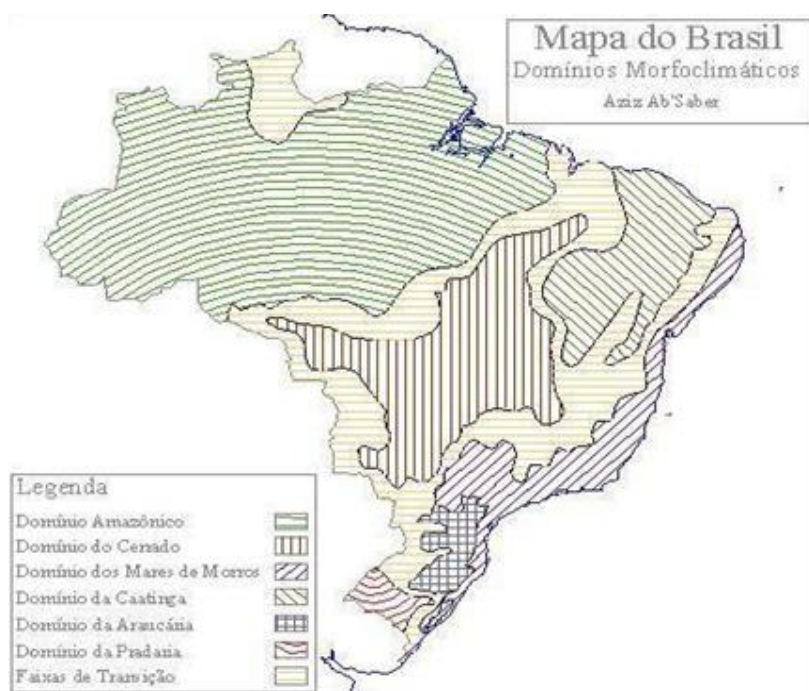 Mapa do Brasil
Domínios Morfoclimáticos
Aziz Ab'Saber
Legenda
Domínio Amazônico
Domínio do Cerrado
Domínio dos Mares de Morros
Domínio da Caatinga
Domínio da Araucária
Domínio da Pradaria
Faixas de Transição